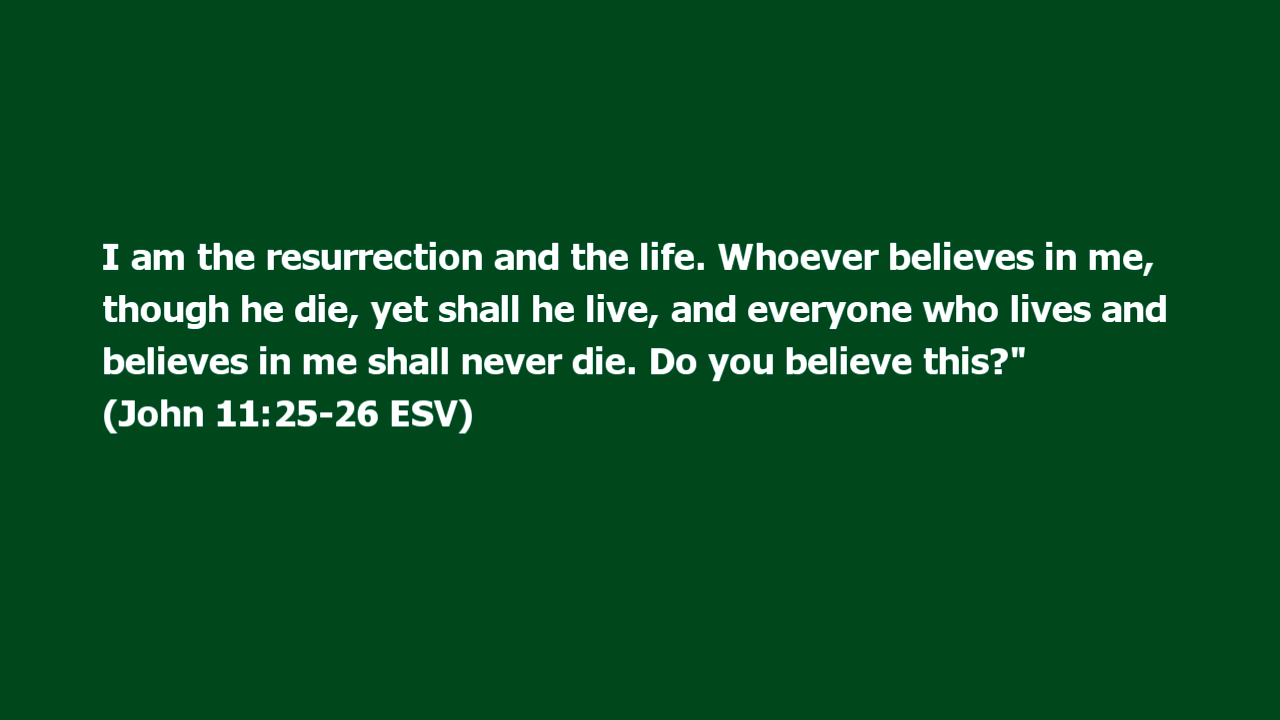 I am the resurrection and the life. Whoever believes in me,
though he die, yet shall he live, and everyone who lives and
believes in me shall never die. Do you believe this?"
(John 11:25-26 ESV)